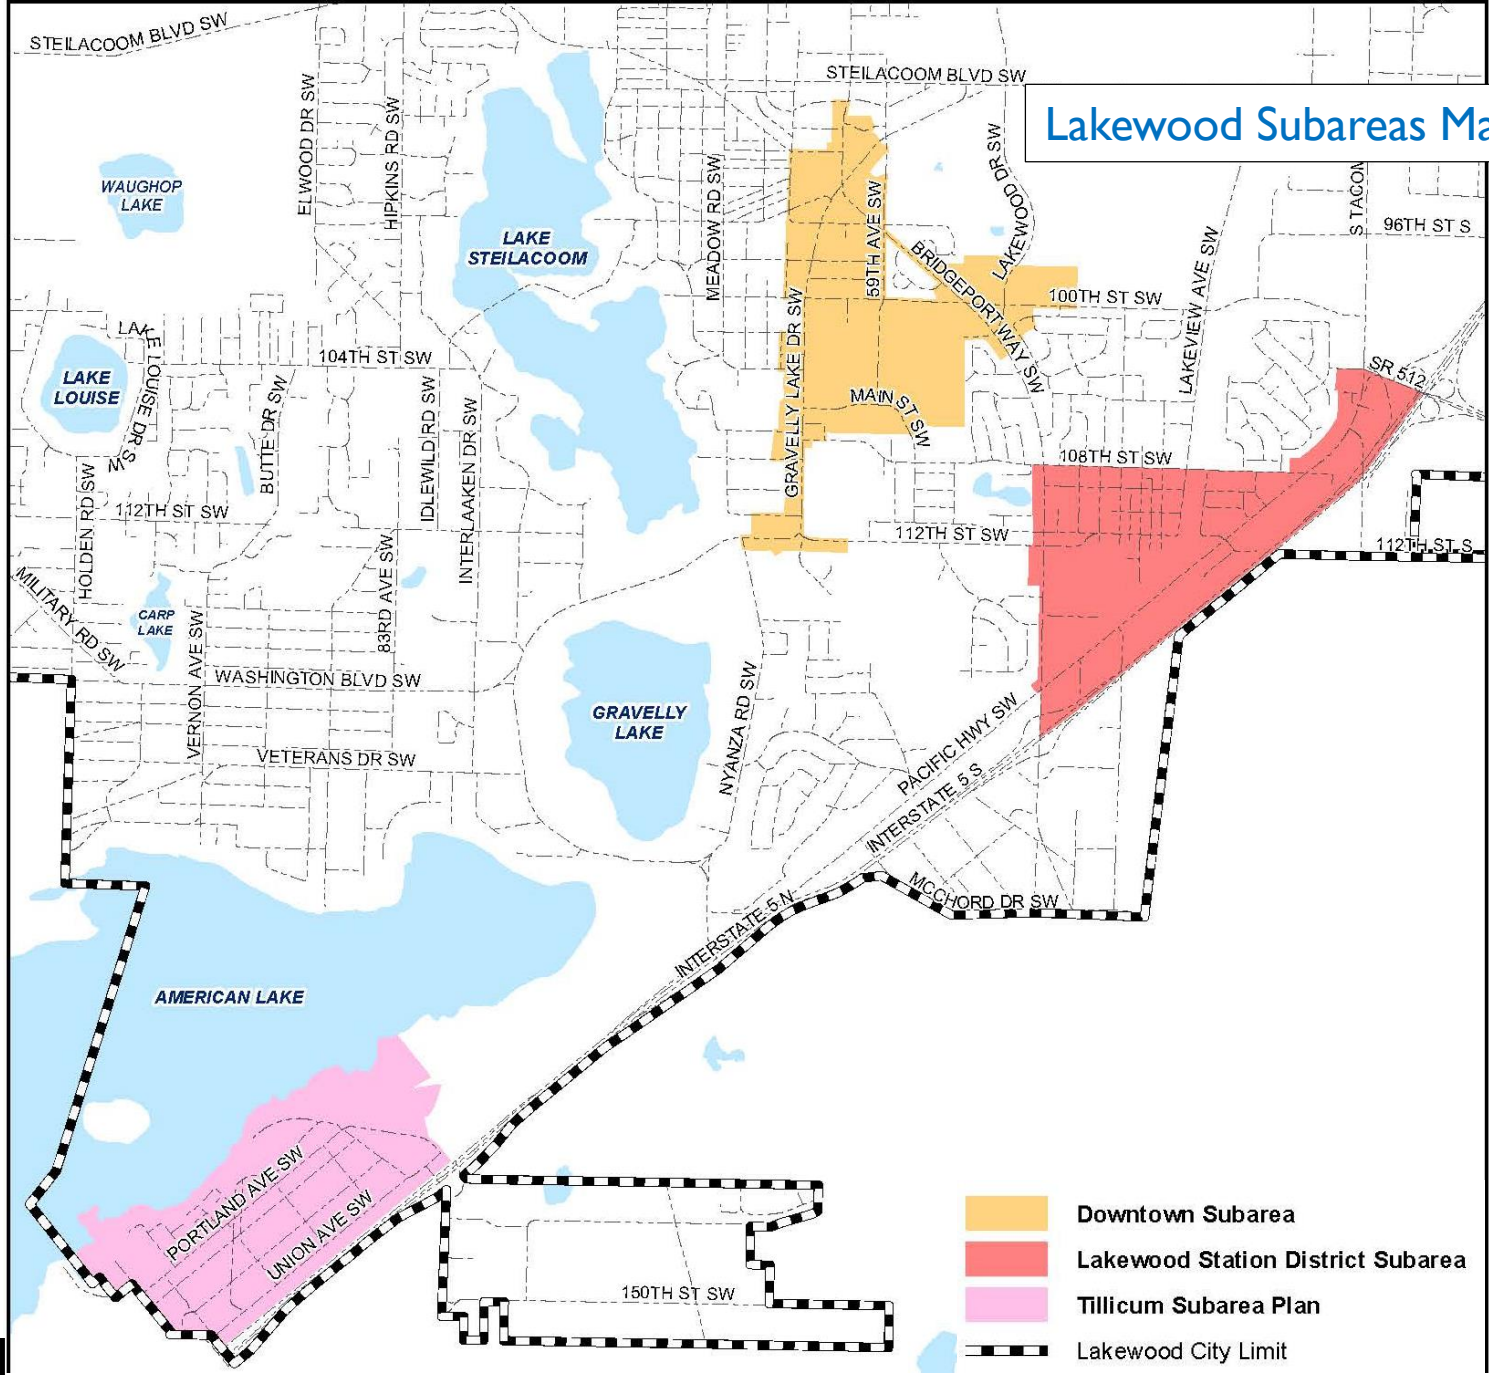 STEILACOOM BLVD SW
STEILACOOM BLVD SW
Lakewood Subareas Ma
ELWOOD DR SW
HIPKINS RD SW
MEADOW RD SW
LAKEWOOD DR SW
WAUGHOP
LAKE
S TACOM
96TH ST S
59TH AVE SW
LAKE
STEILACOOM
BRIDGEPORT WAY SW
LAKEVIEW AVE SW
100TH ST SW
GRAVELLY LAKE DR SW
LAKE LOUISE DR SW
104TH ST SW
SR 512
LAKE
LOUISE
BUTTE DR SW
IDLEWILD RD SW
INTERLAAKEN DR SW
MAIN ST SW
108TH ST SW
HOLDEN RD SW
112TH ST SW
112TH ST SW
112TH ST S
MILITARY RD SW
83RD AVE SW
CARP
LAKE
VERNON AVE SW
WASHINGTON BLVD SW
GRAVELLY
LAKE
NYANZA RD SW
PACIFIC HWY SW
VETERANS DR SW
INTERSTATE 5 S
MCCHORD DR SW
INTERSTATE 5 N
AMERICAN LAKE
PORTLAND AVE SW
UNION AVE SW
150TH ST SW
Downtown Subarea
Lakewood Station District Subarea
Tillicum Subarea Plan
Lakewood City Limit